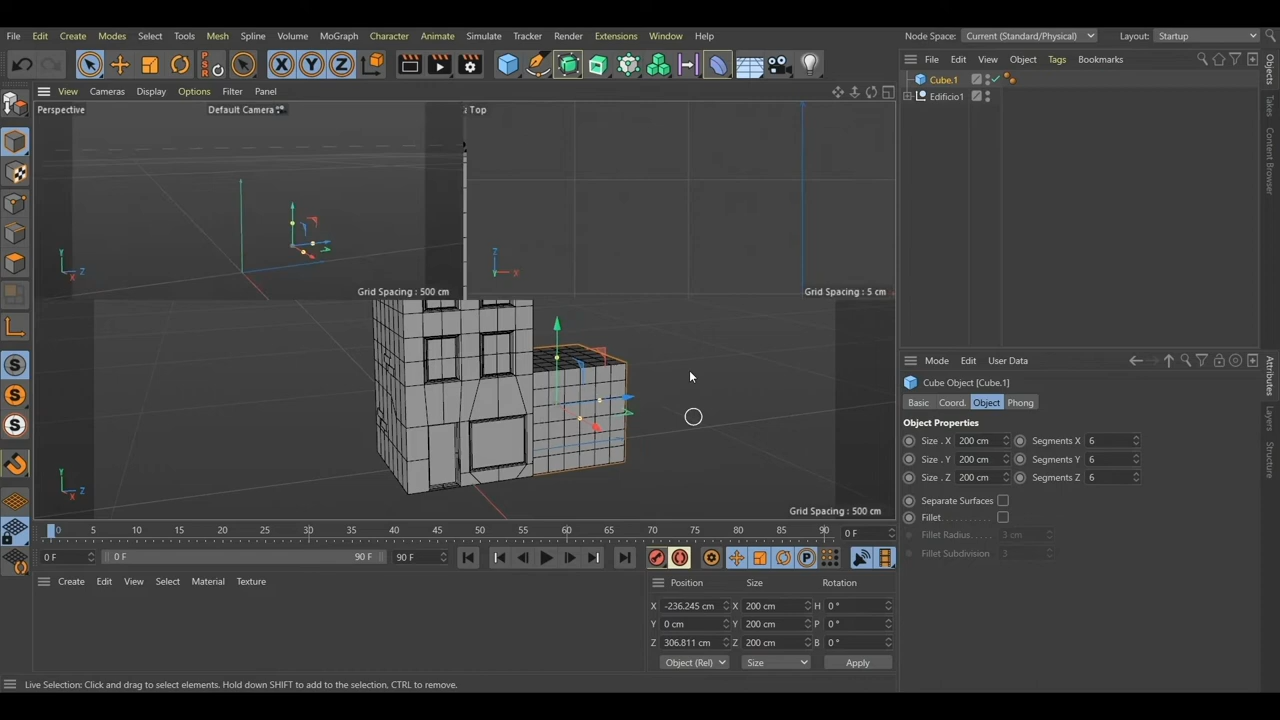 File Edit Create Modes Select Tools Mesh Spline Volume MoGraph Character Animate Simulate Tracker Render Extensions Window Help Node Space: Current (Standard/Physical) Layout: Startup
File Edit View Object Tags Bookmarks
View Cameras Display Options Filter Panel
Perspective Default Camera Top
Cube.1
Edificio1
Objects
Takes
Content Browser
Y Z X
Z Y X
Grid Spacing : 500 cm Grid Spacing : 5 cm
Mode Edit User Data
Cube Object [Cube.1]
Basic Coord. Object Phong
Object Properties
Size . X 200 cm Segments X 6
Size . Y 200 cm Segments Y 6
Size . Z 200 cm Segments Z 6
Separate Surfaces
Fillet
Fillet Radius 3 cm
Fillet Subdivision 3
Attributes
Layers
Structure
Y Z X
Grid Spacing : 500 cm
0 5 10 15 20 25 30 35 40 45 50 55 60 65 70 75 80 85 90 0 F
0 F 0 F 90 F 90 F
Create Edit View Select Material Texture
Position Size Rotation
X -236.245 cm X 200 cm H 0 °
Y 0 cm Y 200 cm P 0 °
Z 306.811 cm Z 200 cm B 0 °
Object (Rel) Size Apply
Live Selection: Click and drag to select elements. Hold down SHIFT to add to the selection, CTRL to remove.